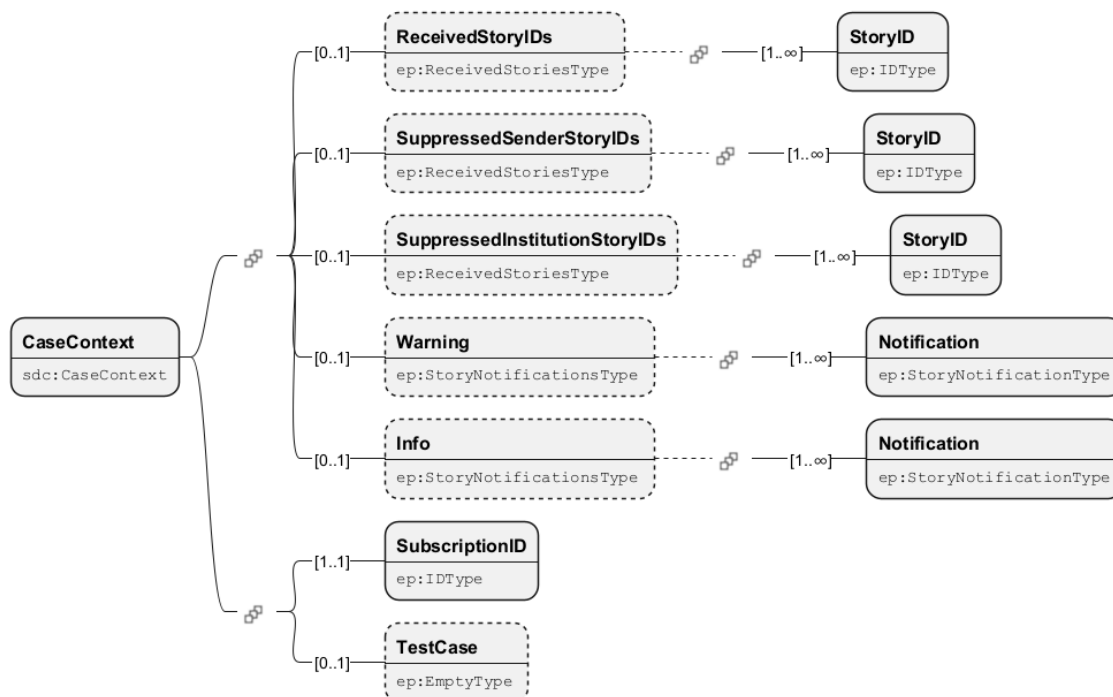 [0..1]
ReceivedStoryIDs
ep:ReceivedStoriesType
[1..∞]
StoryID
ep:IDType
[0..1]
SuppressedSenderStoryIDs
ep:ReceivedStoriesType
[1..∞]
StoryID
ep:IDType
[0..1]
SuppressedInstitutionStoryIDs
ep:ReceivedStoriesType
[1..∞]
StoryID
ep:IDType
CaseContext
sdc:CaseContext
[0..1]
Warning
ep:StoryNotificationsType
[1..∞]
Notification
ep:StoryNotificationType
[0..1]
Info
ep:StoryNotificationsType
[1..∞]
Notification
ep:StoryNotificationType
[1..1]
SubscriptionID
ep:IDType
[0..1]
TestCase
ep:EmptyType